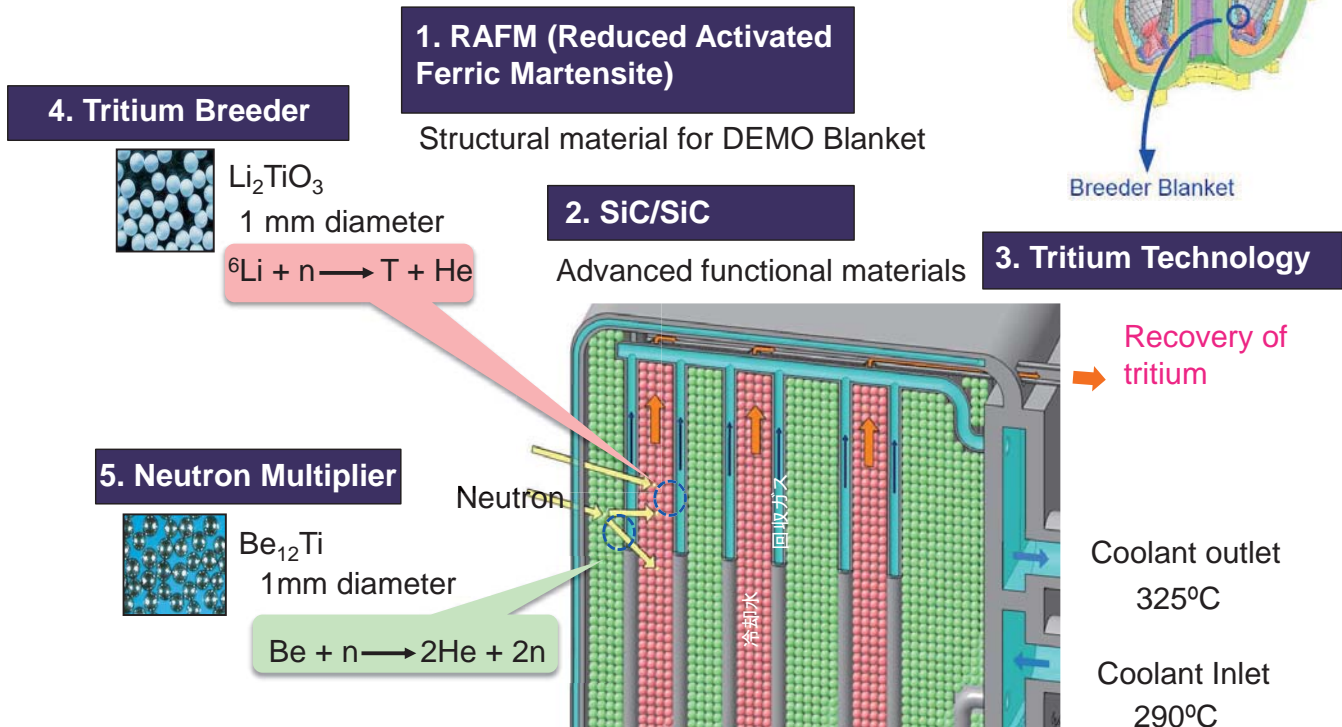 1. RAFM (Reduced Activated
Ferric Martensite)
Structural material for DEMO Blanket
4. Tritium Breeder
Li₂TiO₃
1 mm diameter
⁶Li + n → T + He
Breeder Blanket
2. SiC/SiC
Advanced functional materials
3. Tritium Technology
Recovery of
tritium
5. Neutron Multiplier
Neutron
Be₁₂Ti
1mm diameter
Be + n → 2He + 2n
回収ガス
冷却水
Coolant outlet
325ºC
Coolant Inlet
290ºC